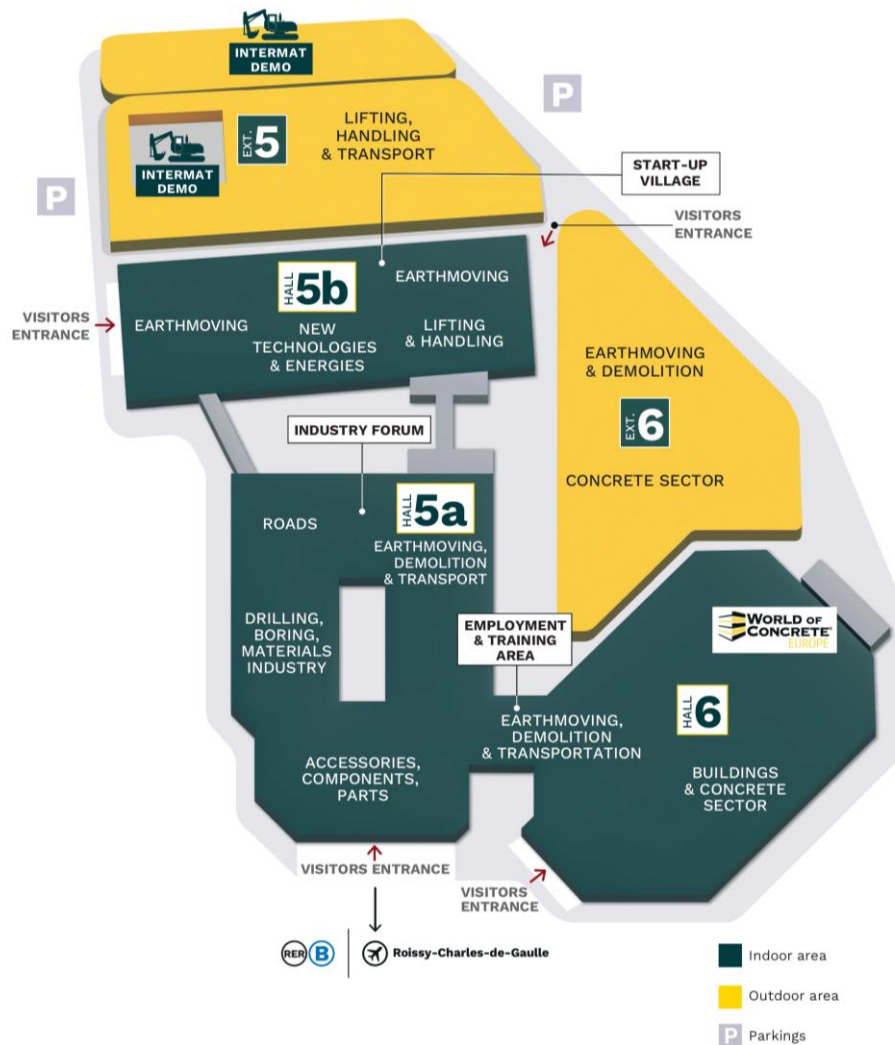 INTERMAT
DEMO
P
LIFTING,
HANDLING
& TRANSPORT
EXT.
5
INTERMAT
DEMO
START-UP
VILLAGE
P
VISITORS
ENTRANCE
HALL
5b
EARTHMOVING
VISITORS
ENTRANCE
EARTHMOVING
NEW
TECHNOLOGIES
& ENERGIES
LIFTING
& HANDLING
EARTHMOVING
& DEMOLITION
EXT.
6
CONCRETE SECTOR
INDUSTRY FORUM
ROADS
HALL
5a
EARTHMOVING,
DEMOLITION
& TRANSPORT
DRILLING,
BORING,
MATERIALS
INDUSTRY
EMPLOYMENT
& TRAINING
AREA
WORLD OF
CONCRETE®
EUROPE
HALL
6
EARTHMOVING,
DEMOLITION
& TRANSPORTATION
ACCESSORIES,
COMPONENTS,
PARTS
BUILDINGS
& CONCRETE
SECTOR
VISITORS ENTRANCE
VISITORS
ENTRANCE
RER B
Roissy-Charles-de-Gaulle
Indoor area
Outdoor area
P Parkings